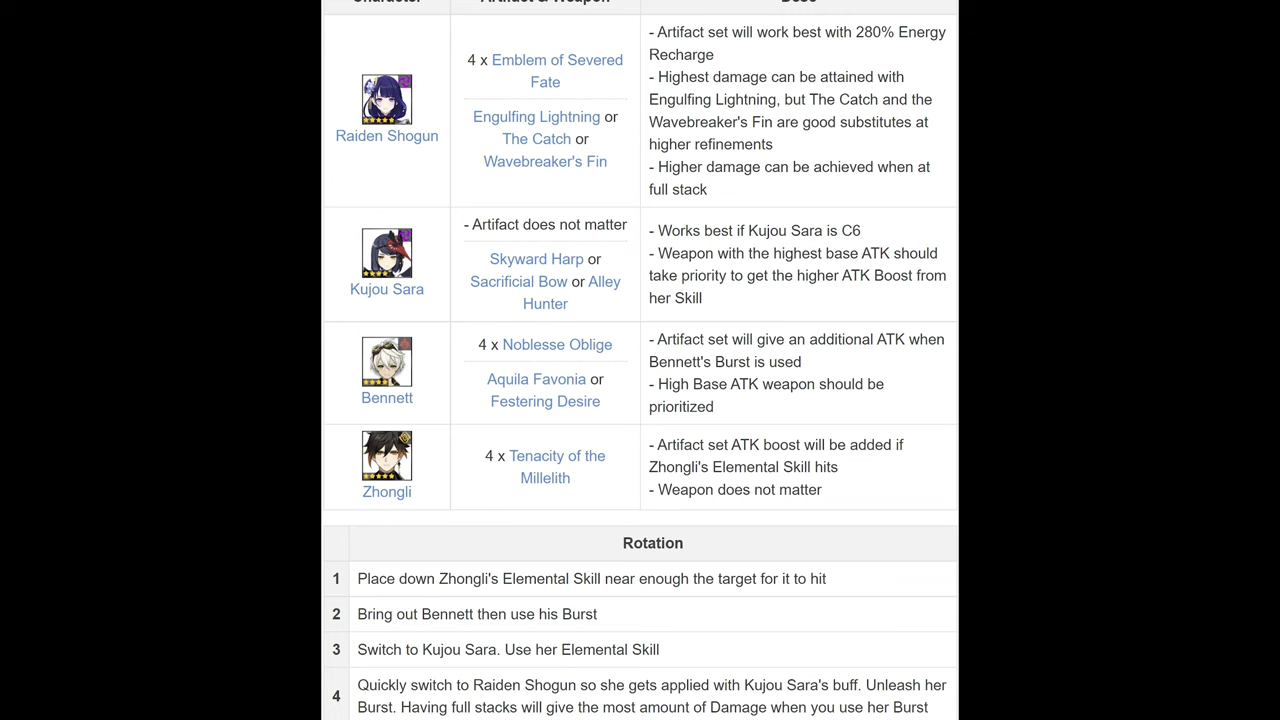 - Artifact set will work best with 280% Energy
Recharge
- Highest damage can be attained with
Engulfing Lightning, but The Catch and the
Wavebreaker's Fin are good substitutes at
higher refinements
- Higher damage can be achieved when at
full stack
4 x Emblem of Severed
Fate
Engulfing Lightning or
The Catch or
Wavebreaker's Fin
Raiden Shogun
- Artifact does not matter
Skyward Harp or
Sacrificial Bow or Alley
Hunter
Kujou Sara
- Works best if Kujou Sara is C6
- Weapon with the highest base ATK should
take priority to get the higher ATK Boost from
her Skill
4 x Noblesse Oblige
Aquila Favonia or
Festering Desire
Bennett
- Artifact set will give an additional ATK when
Bennett's Burst is used
- High Base ATK weapon should be
prioritized
4 x Tenacity of the
Millelith
Zhongli
- Artifact set ATK boost will be added if
Zhongli's Elemental Skill hits
- Weapon does not matter
Rotation
1 Place down Zhongli's Elemental Skill near enough the target for it to hit
2 Bring out Bennett then use his Burst
3 Switch to Kujou Sara. Use her Elemental Skill
4 Quickly switch to Raiden Shogun so she gets applied with Kujou Sara's buff. Unleash her
Burst. Having full stacks will give the most amount of Damage when you use her Burst